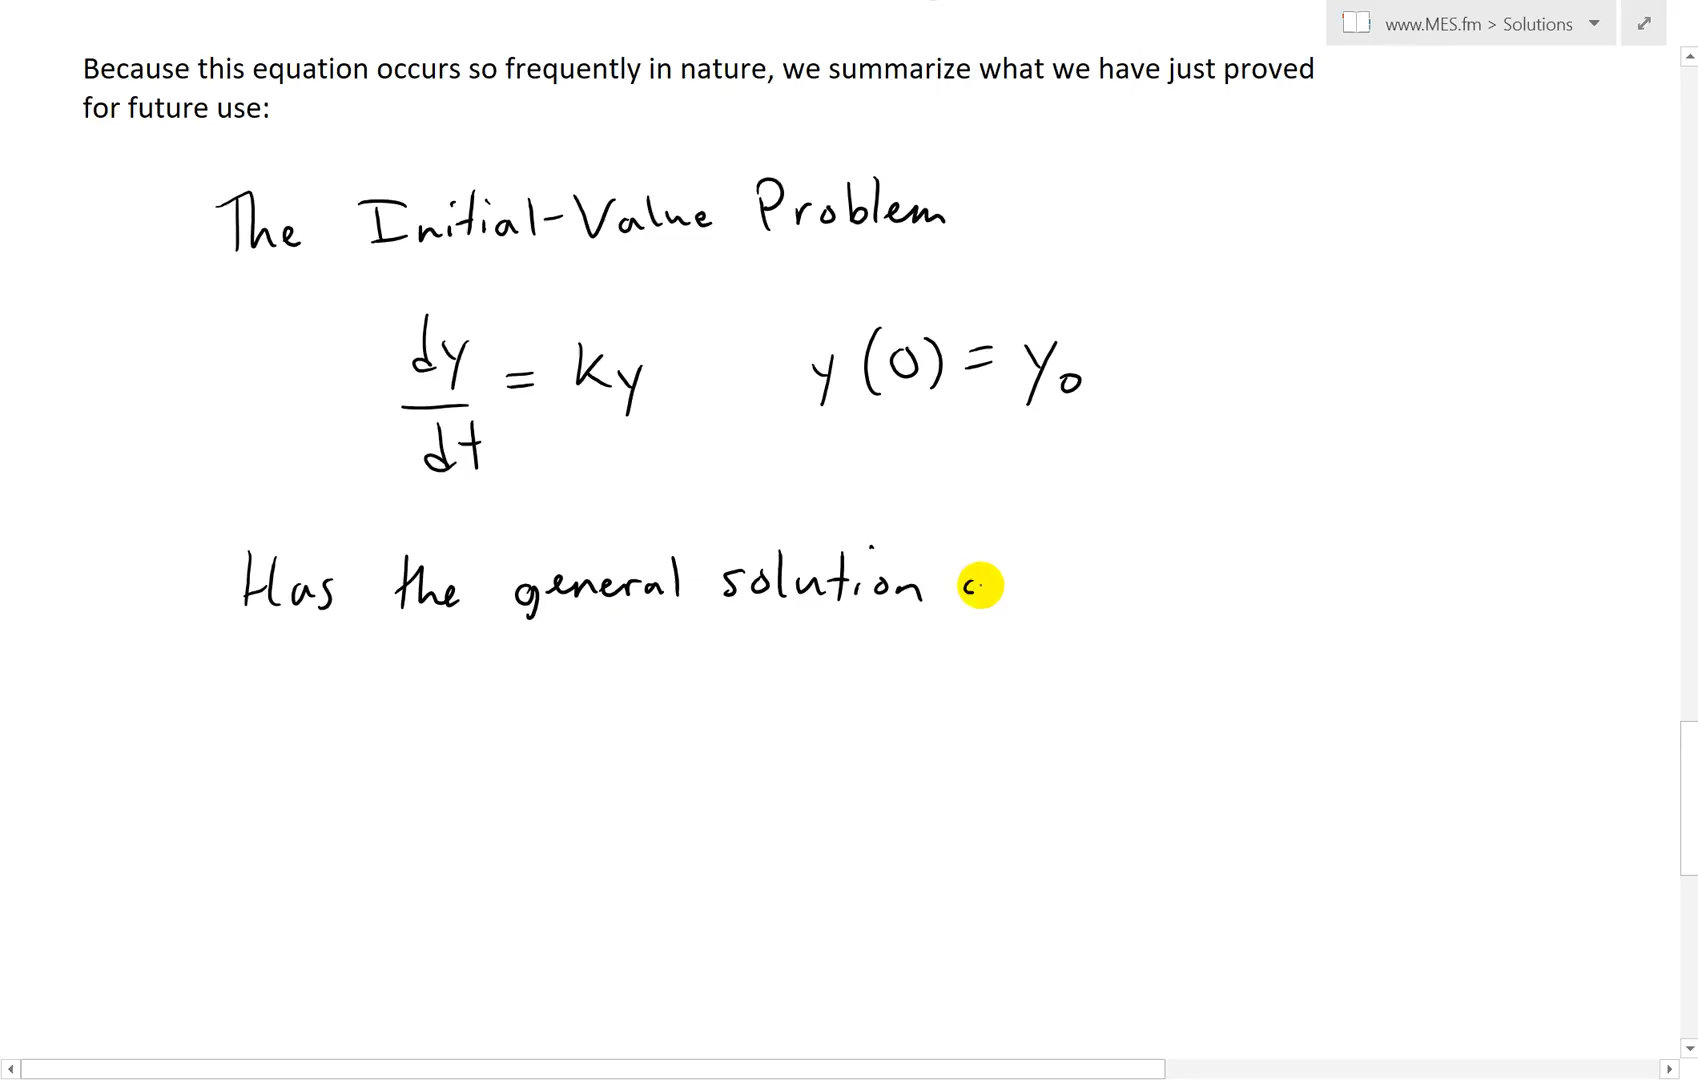 www.MES.fm > Solutions
Because this equation occurs so frequently in nature, we summarize what we have just proved
for future use:
The Initial-Value Problem
dy/dt = ky y(0) = y₀
Has the general solution